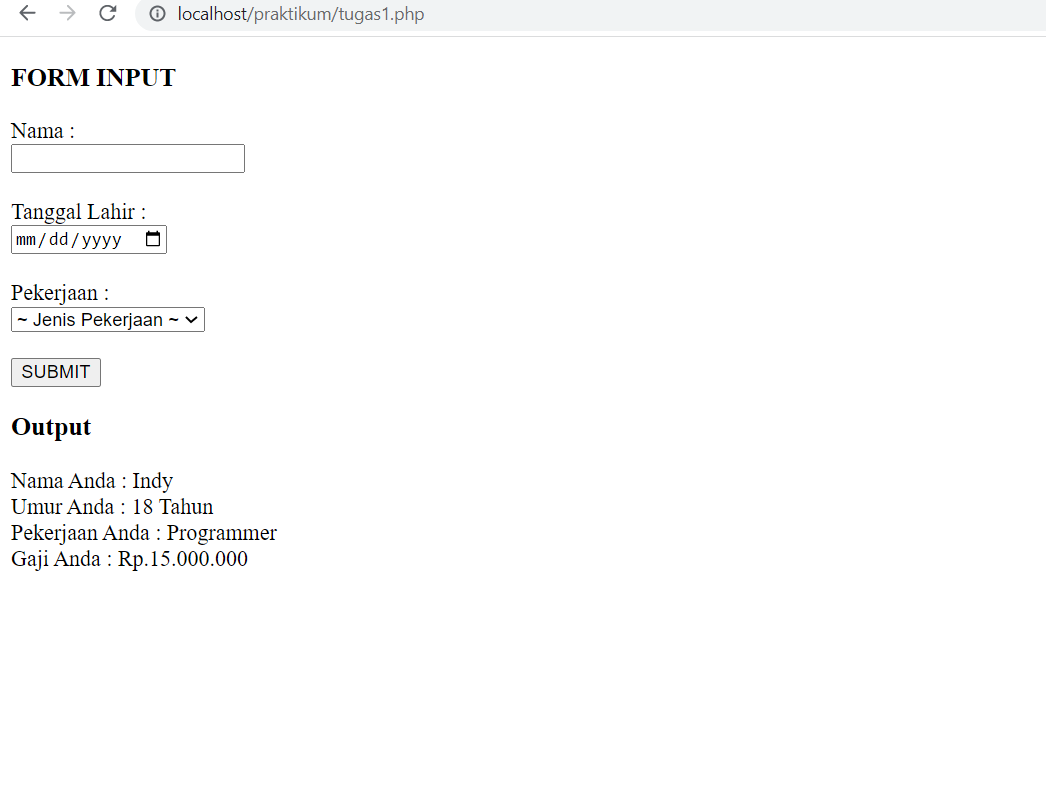 localhost/praktikum/tugas1.php
FORM INPUT
Nama :
Tanggal Lahir :
mm/dd/yyyy
Pekerjaan :
~ Jenis Pekerjaan ~
SUBMIT
Output
Nama Anda : Indy
Umur Anda : 18 Tahun
Pekerjaan Anda : Programmer
Gaji Anda : Rp.15.000.000